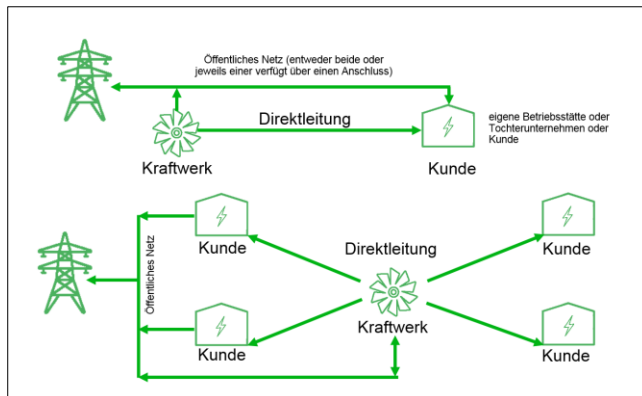 Öffentliches Netz (entweder beide oder
jeweils einer verfügt über einen Anschluss)
Direktleitung
eigene Betriebsstätte oder
Tochterunternehmen oder
Kunde
Kraftwerk
Kunde
Kunde
Kunde
Direktleitung
Öffentliches Netz
Kraftwerk
Kunde
Kunde